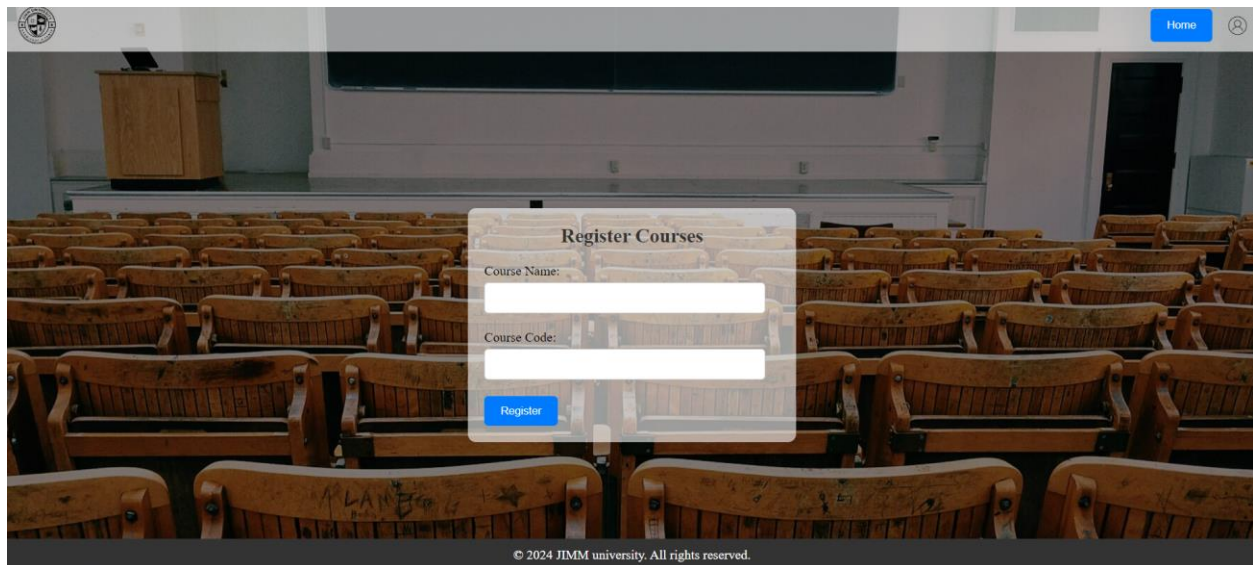 Home
Register Courses
Course Name:
Course Code:
Register
© 2024 JIMM university. All rights reserved.